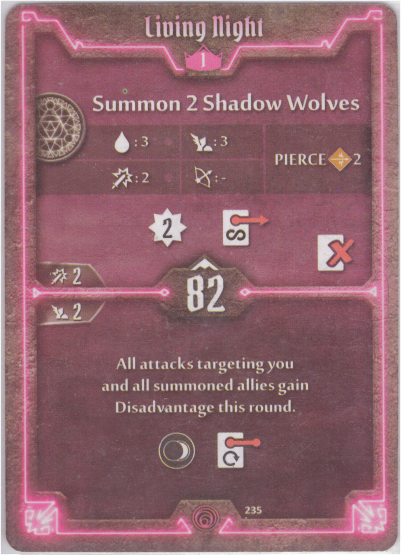 Living Night
1
Summon 2 Shadow Wolves
: 3 : 3
PIERCE 2
: 2 : -
2
2
82
2
All attacks targeting you
and all summoned allies gain
Disadvantage this round.
235